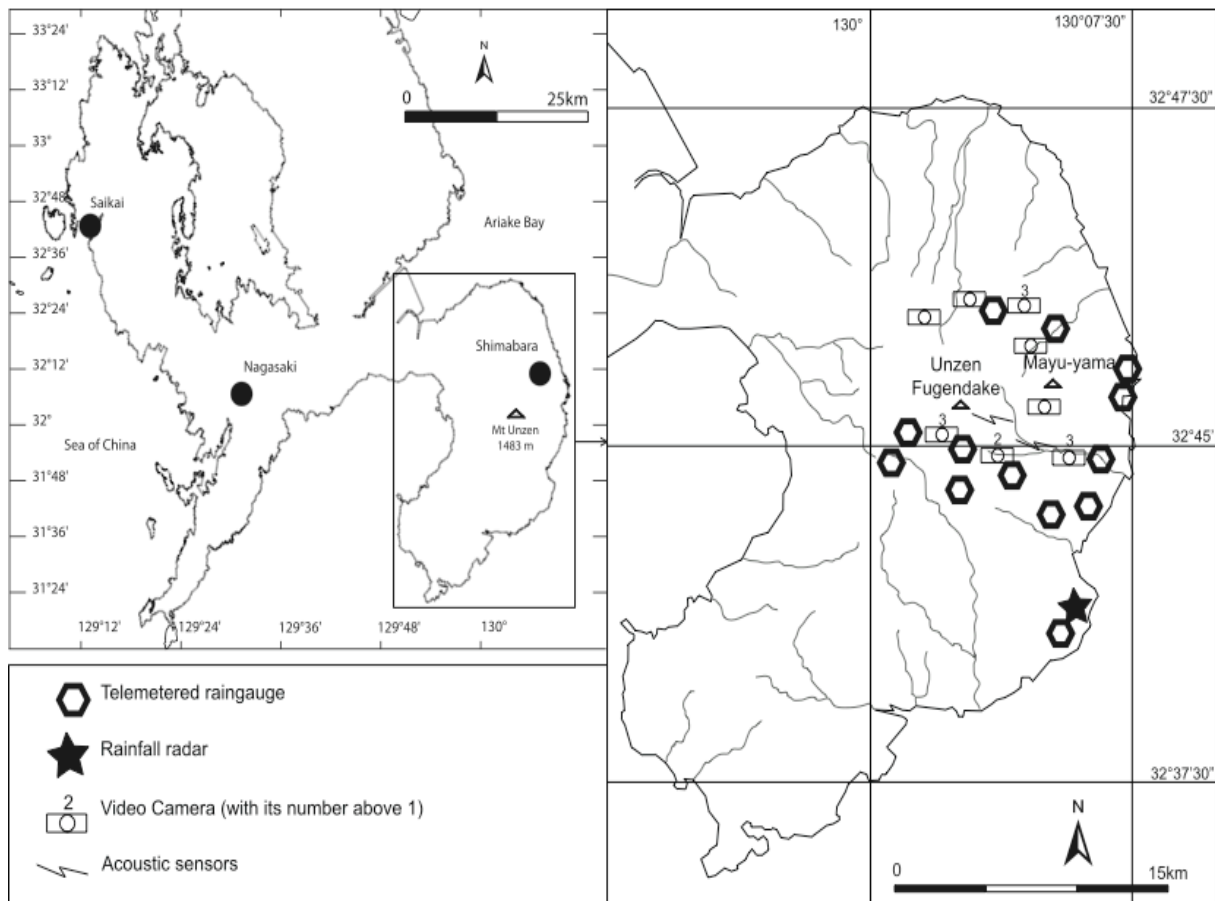 33°24'
33°12'
33°
32°48'
32°36'
32°24'
32°12'
32°
31°48'
31°36'
31°24'
129°12'
129°24'
129°36'
129°48'
130°
N
0
25km
Saikai
Ariake Bay
Shimabara
Nagasaki
Mt Unzen
1483 m
Sea of China
Telemetered raingauge
Rainfall radar
2
Video Camera (with its number above 1)
Acoustic sensors
130°
130°07'30"
32°47'30"
3
Unzen
Fugendake
Mayu-yama
3
2
3
32°45'
32°37'30"
N
0
15km